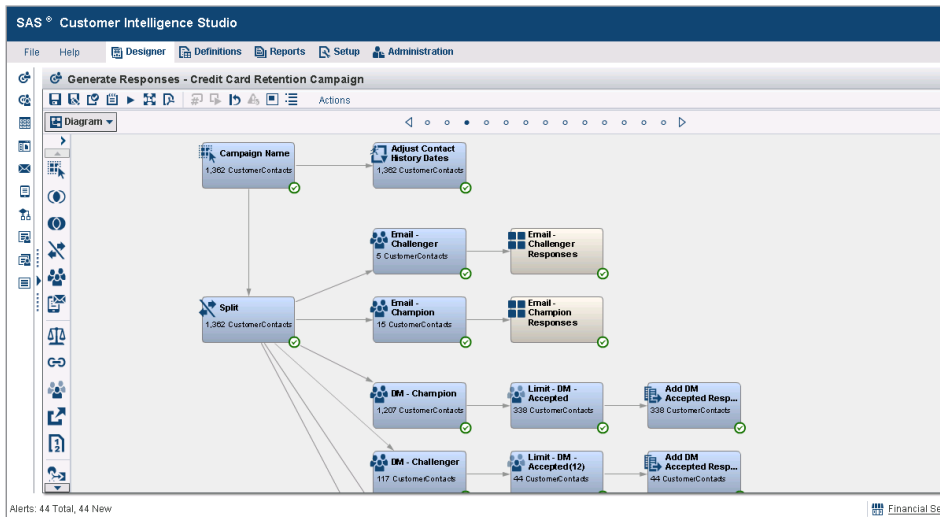 SAS ® Customer Intelligence Studio
File Help Designer Definitions Reports Setup Administration
Generate Responses - Credit Card Retention Campaign
Actions
Diagram
Campaign Name
1,362 CustomerContacts
Adjust Contact
History Dates
1,362 CustomerContacts
Email -
Challenger
5 CustomerContacts
Email -
Challenger
Responses
Split
1,362 CustomerContacts
Email -
Champion
15 CustomerContacts
Email -
Champion
Responses
DM - Champion
1,207 CustomerContacts
Limit - DM -
Accepted
338 CustomerContacts
Add DM
Accepted Resp...
338 CustomerContacts
DM - Challenger
117 CustomerContacts
Limit - DM -
Accepted(12)
44 CustomerContacts
Add DM
Accepted Resp...
44 CustomerContacts
Alerts: 44 Total, 44 New
Financial Se